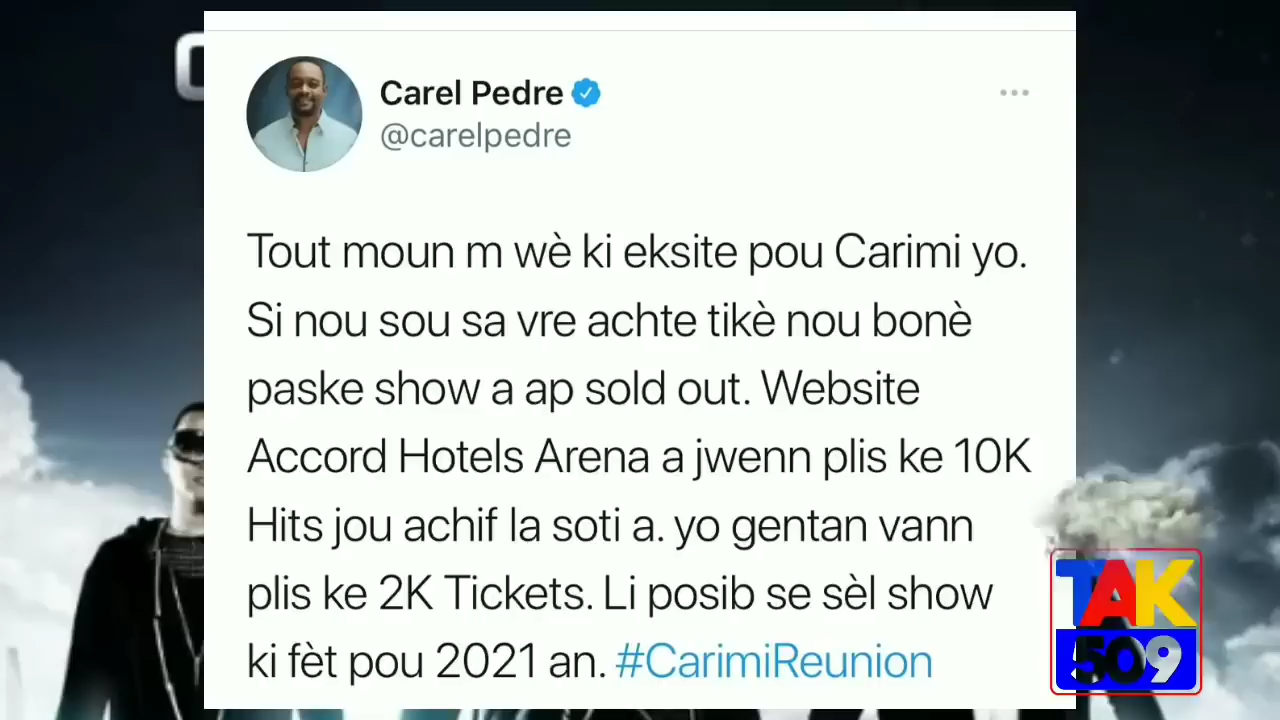 Carel Pedre
@carelpedre
Tout moun m wè ki eksite pou Carimi yo.
Si nou sou sa vre achte tikè nou bonè
paske show a ap sold out. Website
Accord Hotels Arena a jwenn plis ke 10K
Hits jou achif la soti a. yo gentan vann
plis ke 2K Tickets. Li posib se sèl show
ki fèt pou 2021 an. #CarimiReunion
TAK
509